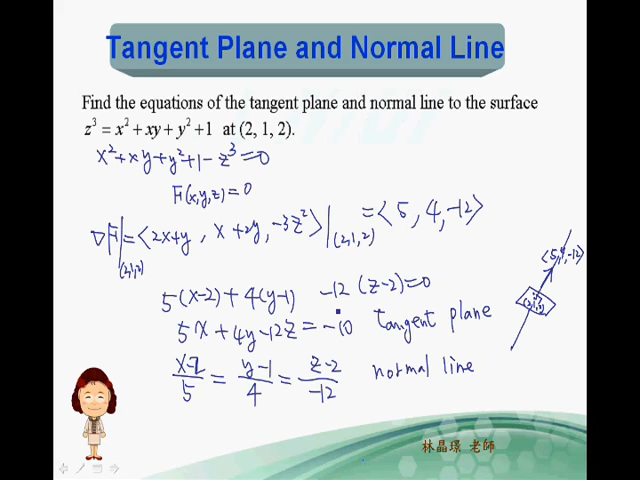 Tangent Plane and Normal Line
Find the equations of the tangent plane and normal line to the surface
z³ = x² + xy + y² + 1 at (2, 1, 2).
x² + xy + y² + 1 - z³ = 0
F(x,y,z) = 0
∇F|(2,1,2) = ⟨2x+y, x+2y, -3z²⟩|(2,1,2) = ⟨5, 4, -12⟩
⟨5,4,-12⟩
(2,1,2)
5(x-2) + 4(y-1) -12(z-2) = 0
5x + 4y - 12z = -10 tangent plane
x-2/5 = y-1/4 = z-2/-12 normal line
林晶璟 老師